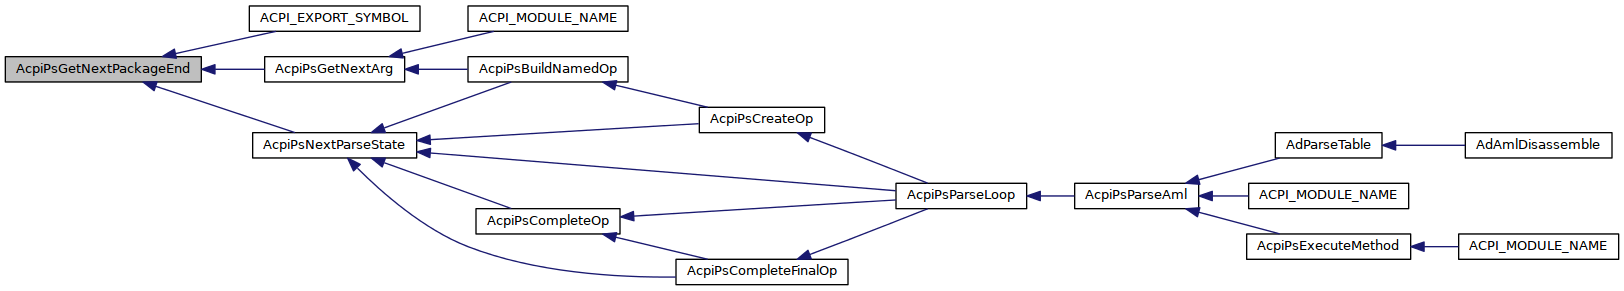 ACPI_EXPORT_SYMBOL
ACPI_MODULE_NAME
AcpiPsGetNextPackageEnd
AcpiPsGetNextArg
AcpiPsBuildNamedOp
AcpiPsCreateOp
AcpiPsNextParseState
AdParseTable
AdAmlDisassemble
AcpiPsParseLoop
AcpiPsParseAml
ACPI_MODULE_NAME
AcpiPsCompleteOp
AcpiPsExecuteMethod
ACPI_MODULE_NAME
AcpiPsCompleteFinalOp